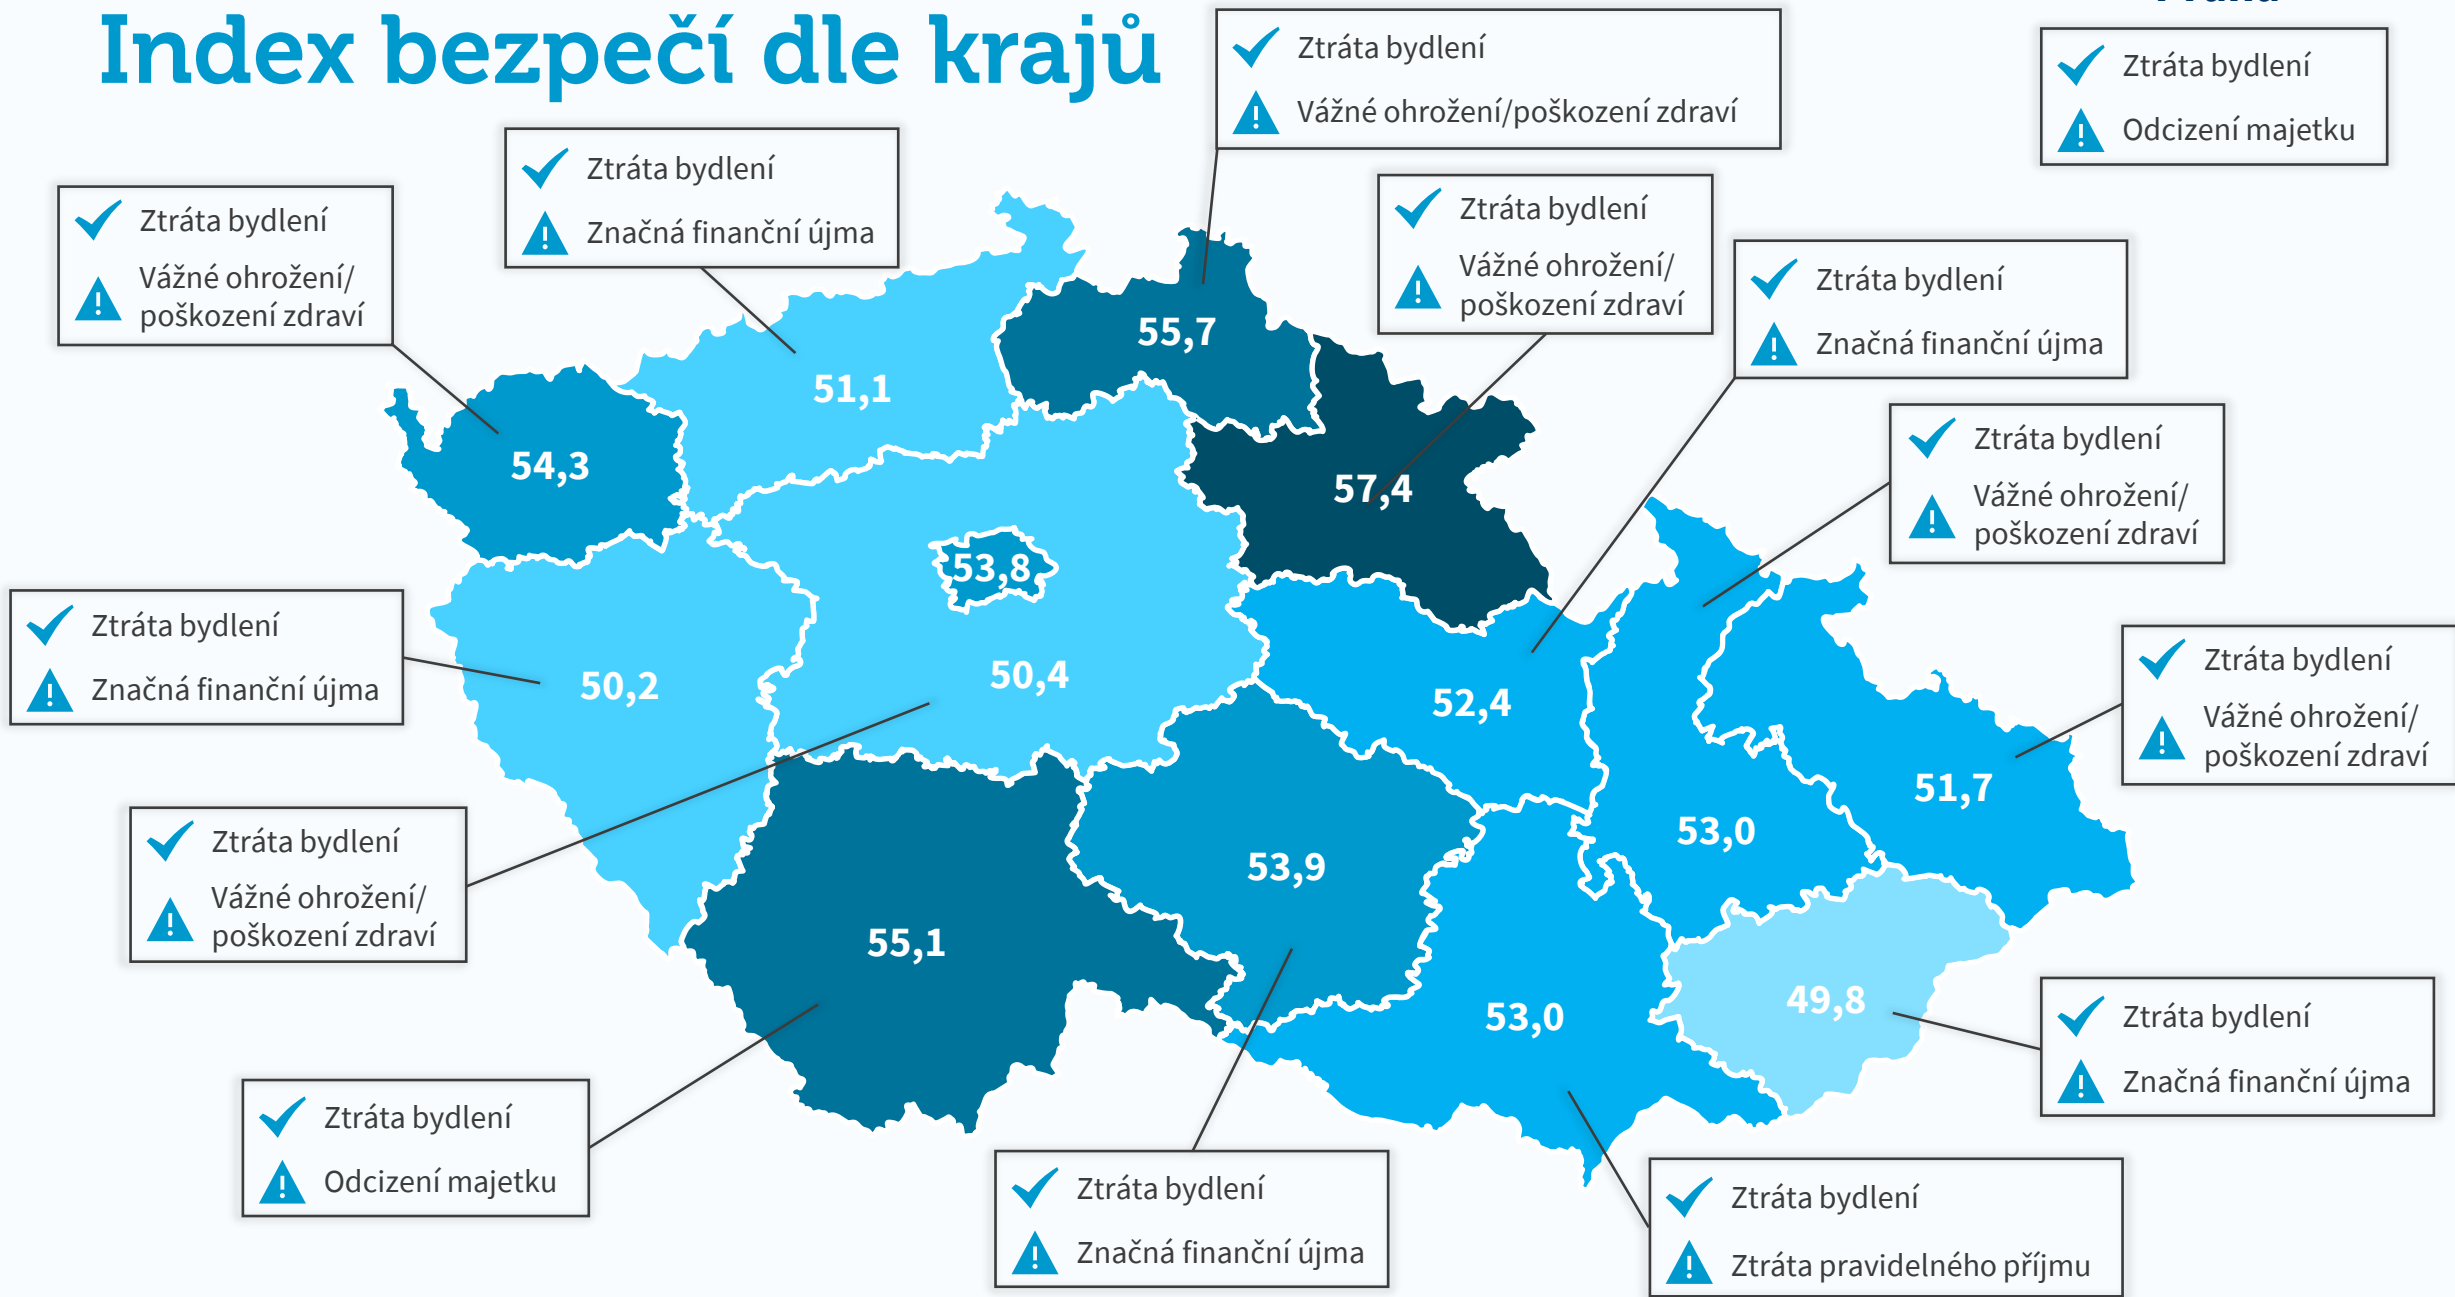 Index bezpečí dle krajů
Ztráta bydlení
Vážné ohrožení/poškození zdraví
Ztráta bydlení
Odcizení majetku
Ztráta bydlení
Značná finanční újma
Ztráta bydlení
Vážné ohrožení/
poškození zdraví
Ztráta bydlení
Vážné ohrožení/
poškození zdraví
Ztráta bydlení
Značná finanční újma
Ztráta bydlení
Vážné ohrožení/
poškození zdraví
55,7
51,1
54,3
57,4
53,8
Ztráta bydlení
Značná finanční újma
50,2
50,4
52,4
Ztráta bydlení
Vážné ohrožení/
poškození zdraví
51,7
53,0
Ztráta bydlení
Vážné ohrožení/
poškození zdraví
53,9
55,1
49,8
53,0
Ztráta bydlení
Značná finanční újma
Ztráta bydlení
Odcizení majetku
Ztráta bydlení
Značná finanční újma
Ztráta bydlení
Ztráta pravidelného příjmu